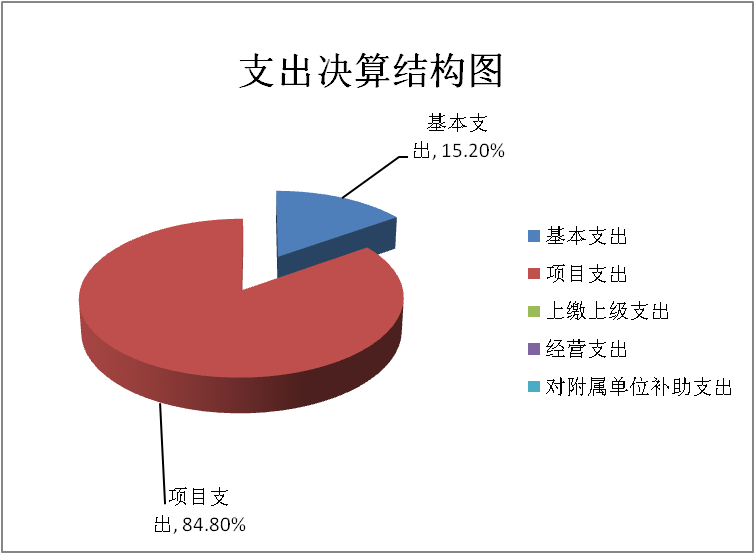 支出决算结构图
基本支
出, 15.20%
基本支出
项目支出
上缴上级支出
经营支出
对附属单位补助支出
项目支
出, 84.80%